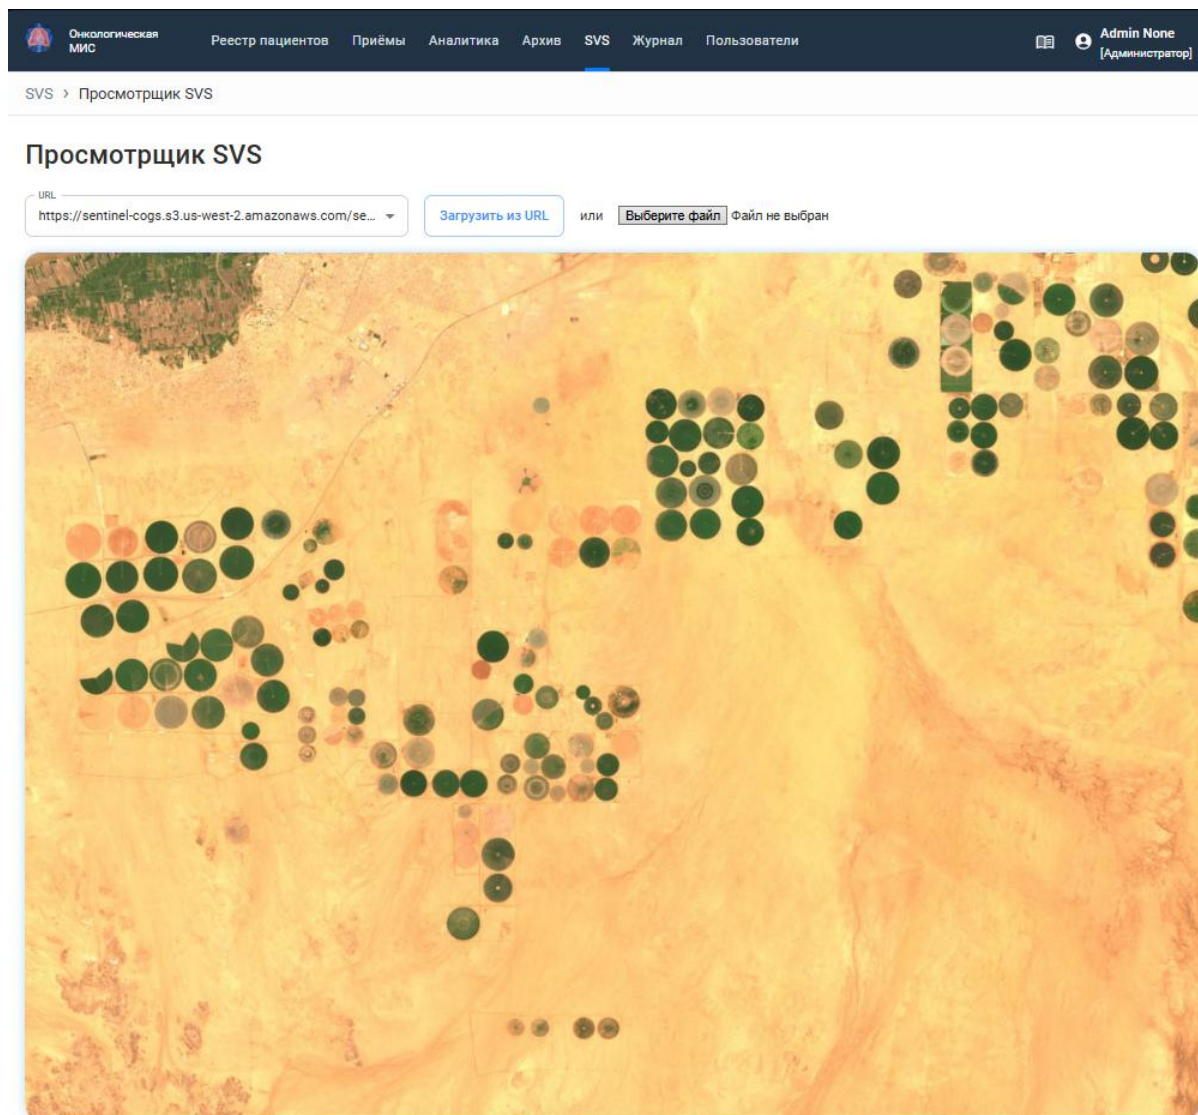 Онкологическая
МИС
Реестр пациентов Приёмы Аналитика Архив SVS Журнал Пользователи
Admin None
[Администратор]
SVS > Просмотрщик SVS
Просмотрщик SVS
URL
https://sentinel-cogs.s3.us-west-2.amazonaws.com/se...
Загрузить из URL или Выберите файл Файл не выбран